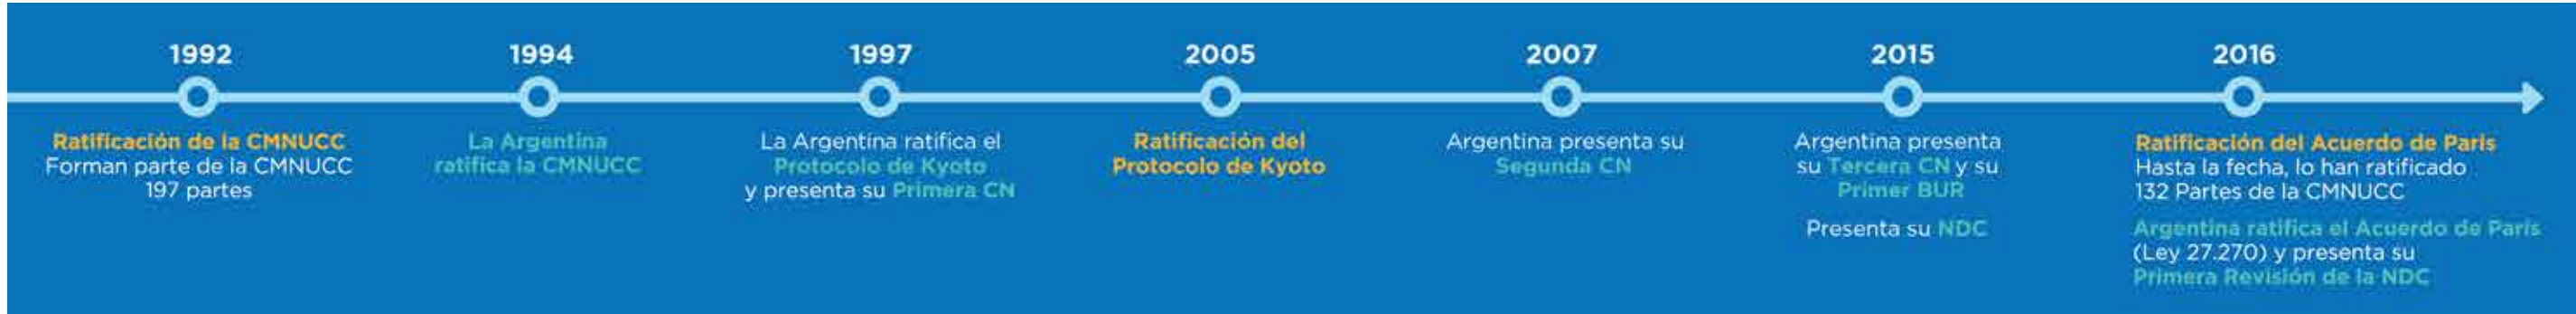 1992
Ratificación de la CMNUCC
Forman parte de la CMNUCC
197 partes
1994
La Argentina
ratifica la CMNUCC
1997
La Argentina ratifica el
Protocolo de Kyoto
y presenta su Primera CN
2005
Ratificación del
Protocolo de Kyoto
2007
Argentina presenta su
Segunda CN
2015
Argentina presenta
su Tercera CN y su
Primer BUR
Presenta su NDC
2016
Ratificación del Acuerdo de París
Hasta la fecha, lo han ratificado
132 Partes de la CMNUCC
Argentina ratifica el Acuerdo de París
(Ley 27.270) y presenta su
Primera Revisión de la NDC